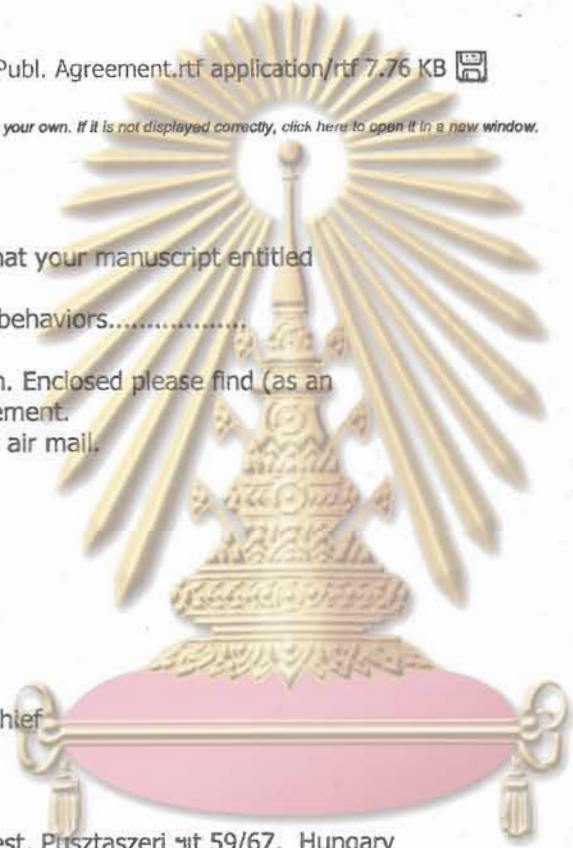 Publ. Agreement.rtf application/rtf 7.76 KB
your own. If it is not displayed correctly, click here to open it in a new window.
hat your manuscript entitled
behaviors..................
n. Enclosed please find (as an
ement.
air mail.
hief
est, Pusztaszeri út 59/67, Hungary